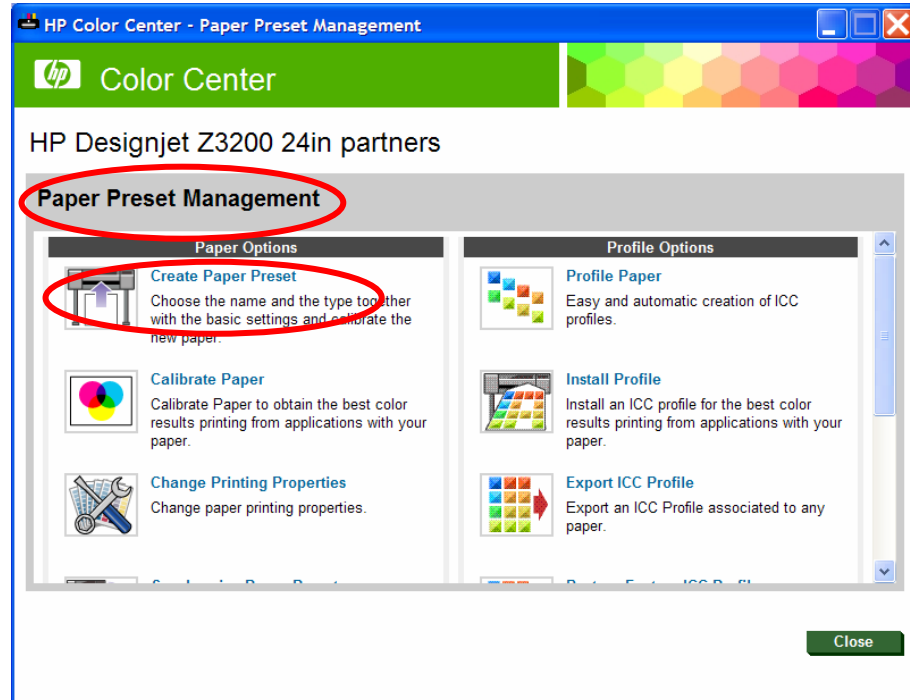 HP Color Center - Paper Preset Management
hp Color Center
HP Designjet Z3200 24in partners
Paper Preset Management
Paper Options
Create Paper Preset
Choose the name and the type together
with the basic settings and calibrate the
new paper.
Calibrate Paper
Calibrate Paper to obtain the best color
results printing from applications with your
paper.
Change Printing Properties
Change paper printing properties.
Profile Options
Profile Paper
Easy and automatic creation of ICC
profiles.
Install Profile
Install an ICC profile for the best color
results printing from applications with your
paper.
Export ICC Profile
Export an ICC Profile associated to any
paper.
Close